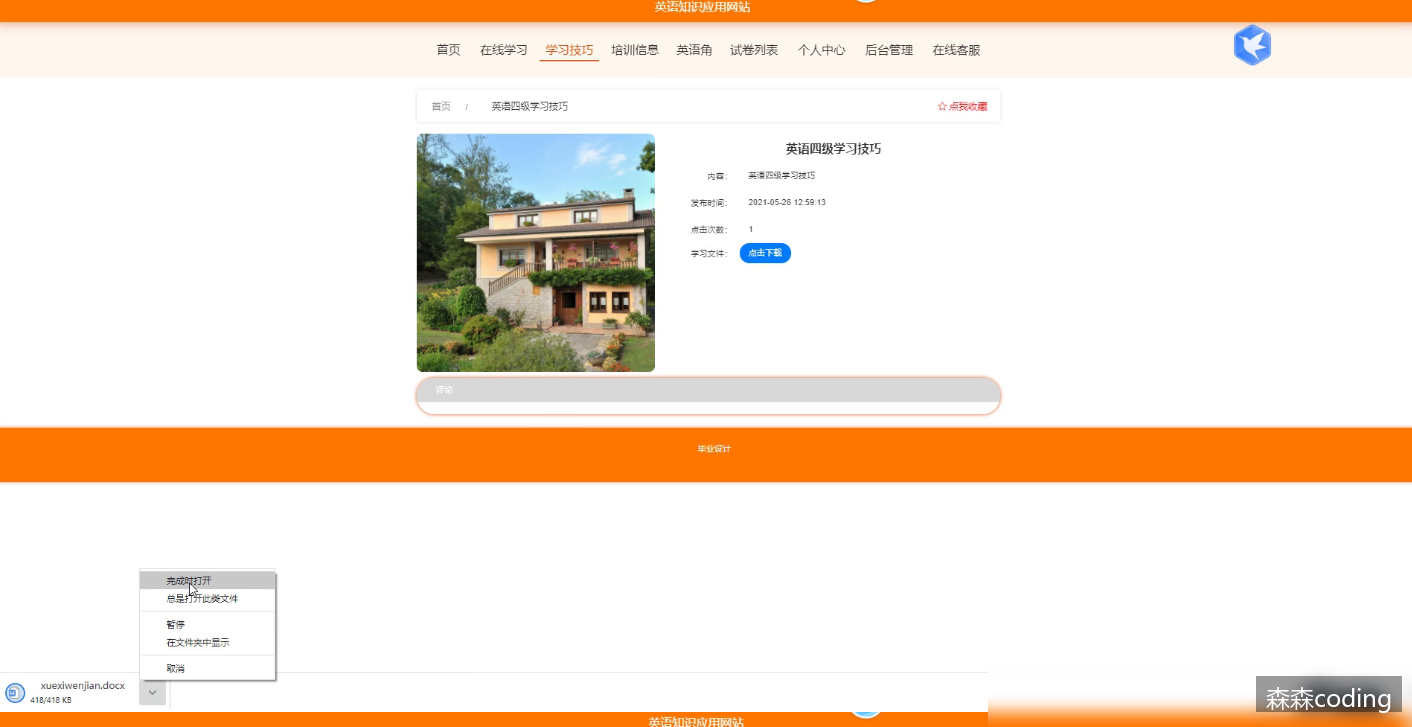 英语知识应用网站
首页 在线学习 学习技巧 培训信息 英语角 试卷列表 个人中心 后台管理 在线客服
首页 / 英语四级学习技巧 ☆ 点我收藏
英语四级学习技巧
内容： 英语四级学习技巧
发布时间： 2021-05-26 12:59:13
点击次数： 1
学习文件： 点击下载
评论
毕业设计
完成时打开
总是打开此类文件
暂停
在文件夹中显示
取消
xuexiwenjian.docx
418/418 KB
森森coding
英语知识应用网站